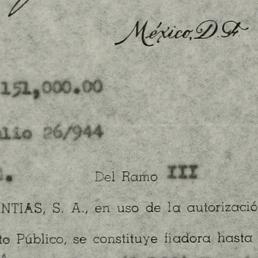 México, D. F.
151,000.00
lio 26/944
Del Ramo III
NTIAS, S. A., en uso de la autorizació
to Público, se constituye fiadora hasta